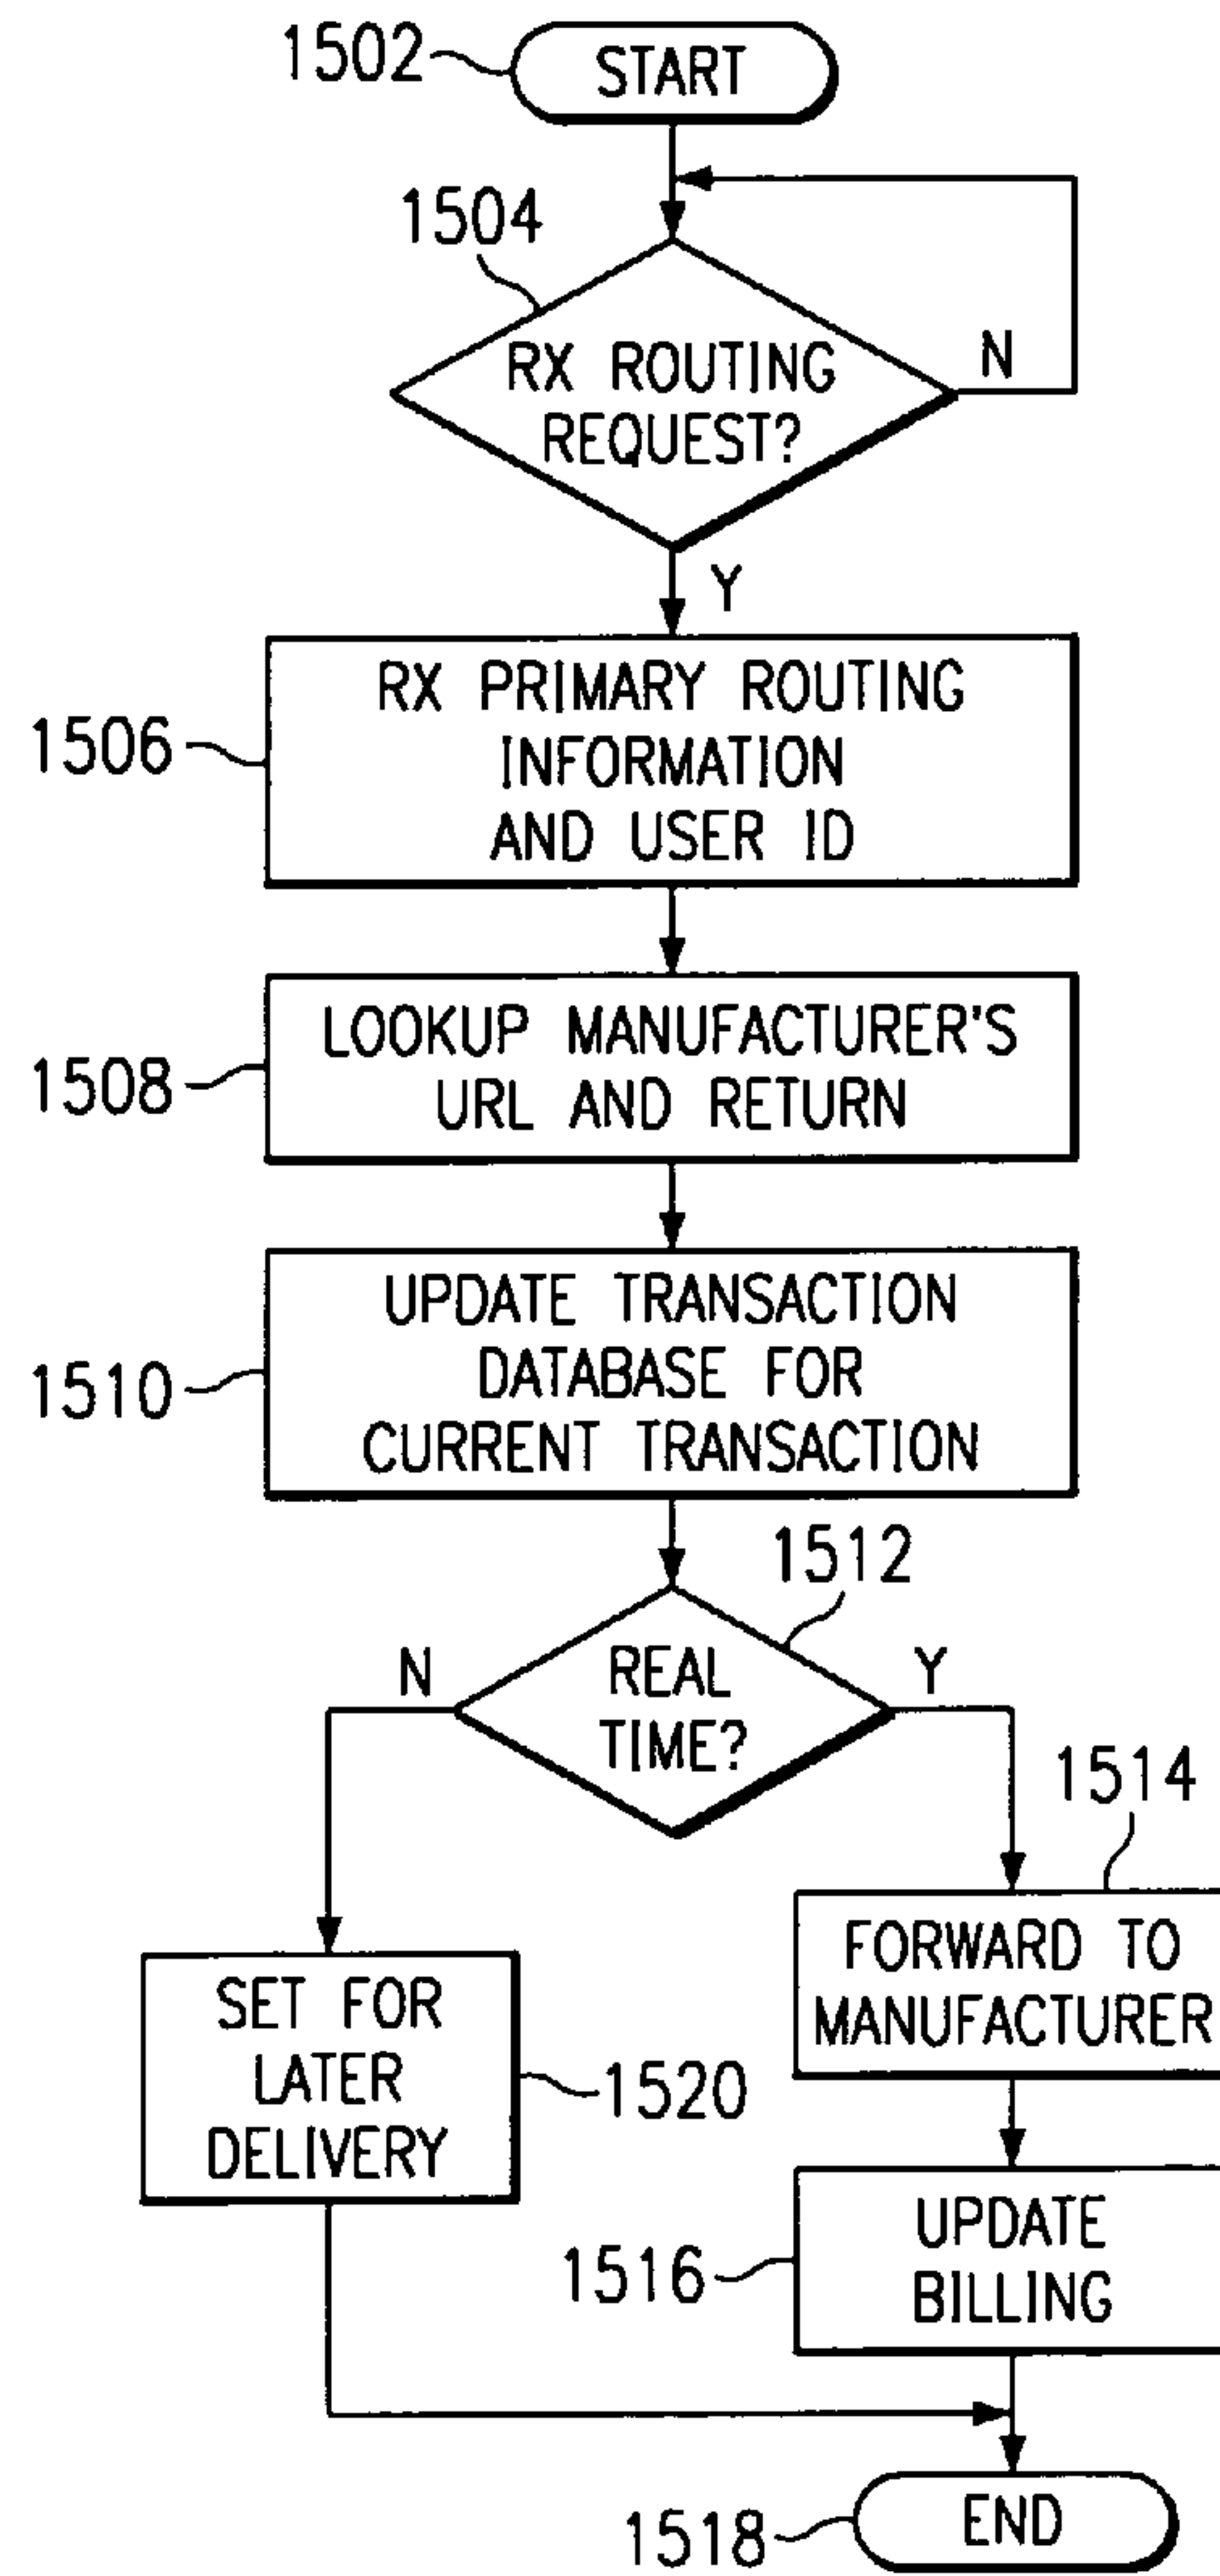 1502
START
1504
RX ROUTING
REQUEST?
N
Y
1506
RX PRIMARY ROUTING
INFORMATION
AND USER ID
1508
LOOKUP MANUFACTURER'S
URL AND RETURN
1510
UPDATE TRANSACTION
DATABASE FOR
CURRENT TRANSACTION
1512
N
REAL
TIME?
Y
1514
FORWARD TO
MANUFACTURER
SET FOR
LATER
DELIVERY
1520
1516
UPDATE
BILLING
1518
END